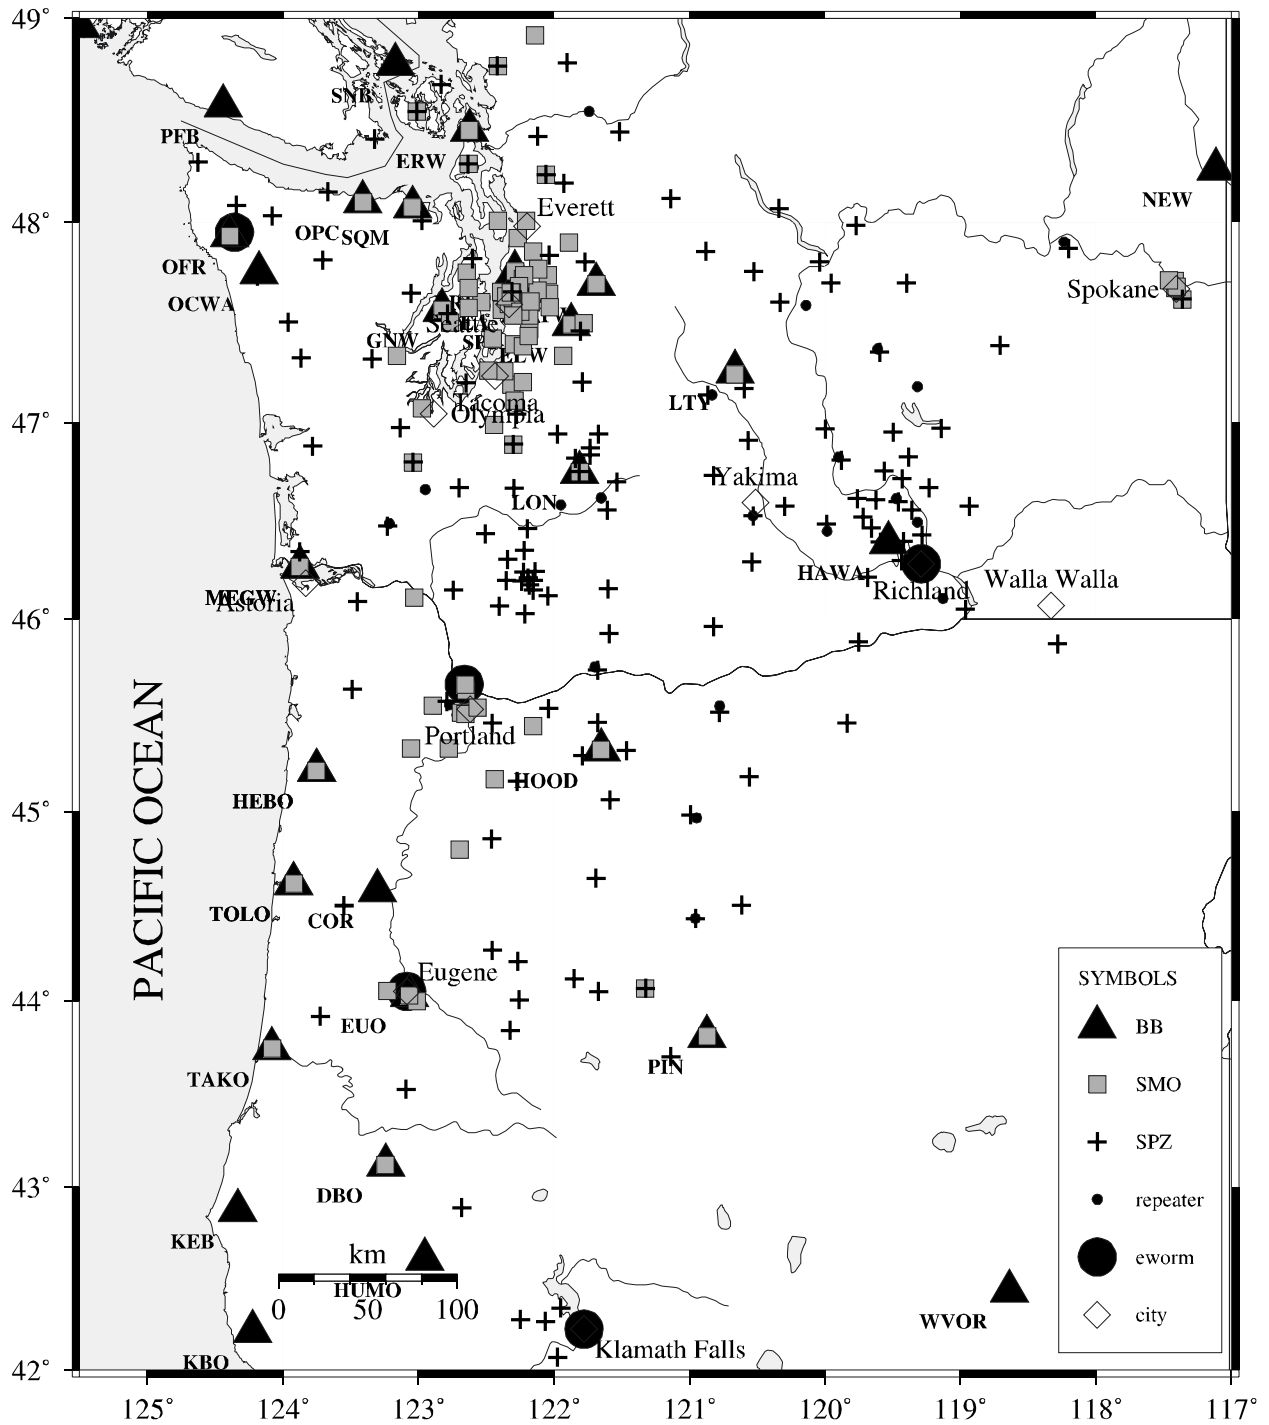 49°
SNB
PFB
ERW
NEW
48°
Everett
OPC
SQM
OFR
OCWA
Spokane
Seattle
GNW
ELW
LTY
47°
Tacoma
Olympia
Yakima
LON
HAWA
Richland
Walla Walla
MEGW
Astoria
46°
PACIFIC OCEAN
Portland
HOOD
HEBO
45°
TOLO
COR
Eugene
SYMBOLS
BB
SMO
SPZ
repeater
eworm
city
44°
EUO
PIN
TAKO
43°
DBO
KEB
km
HUMO
0 50 100
WVOR
Klamath Falls
KBO
42°
125° 124° 123° 122° 121° 120° 119° 118° 117°